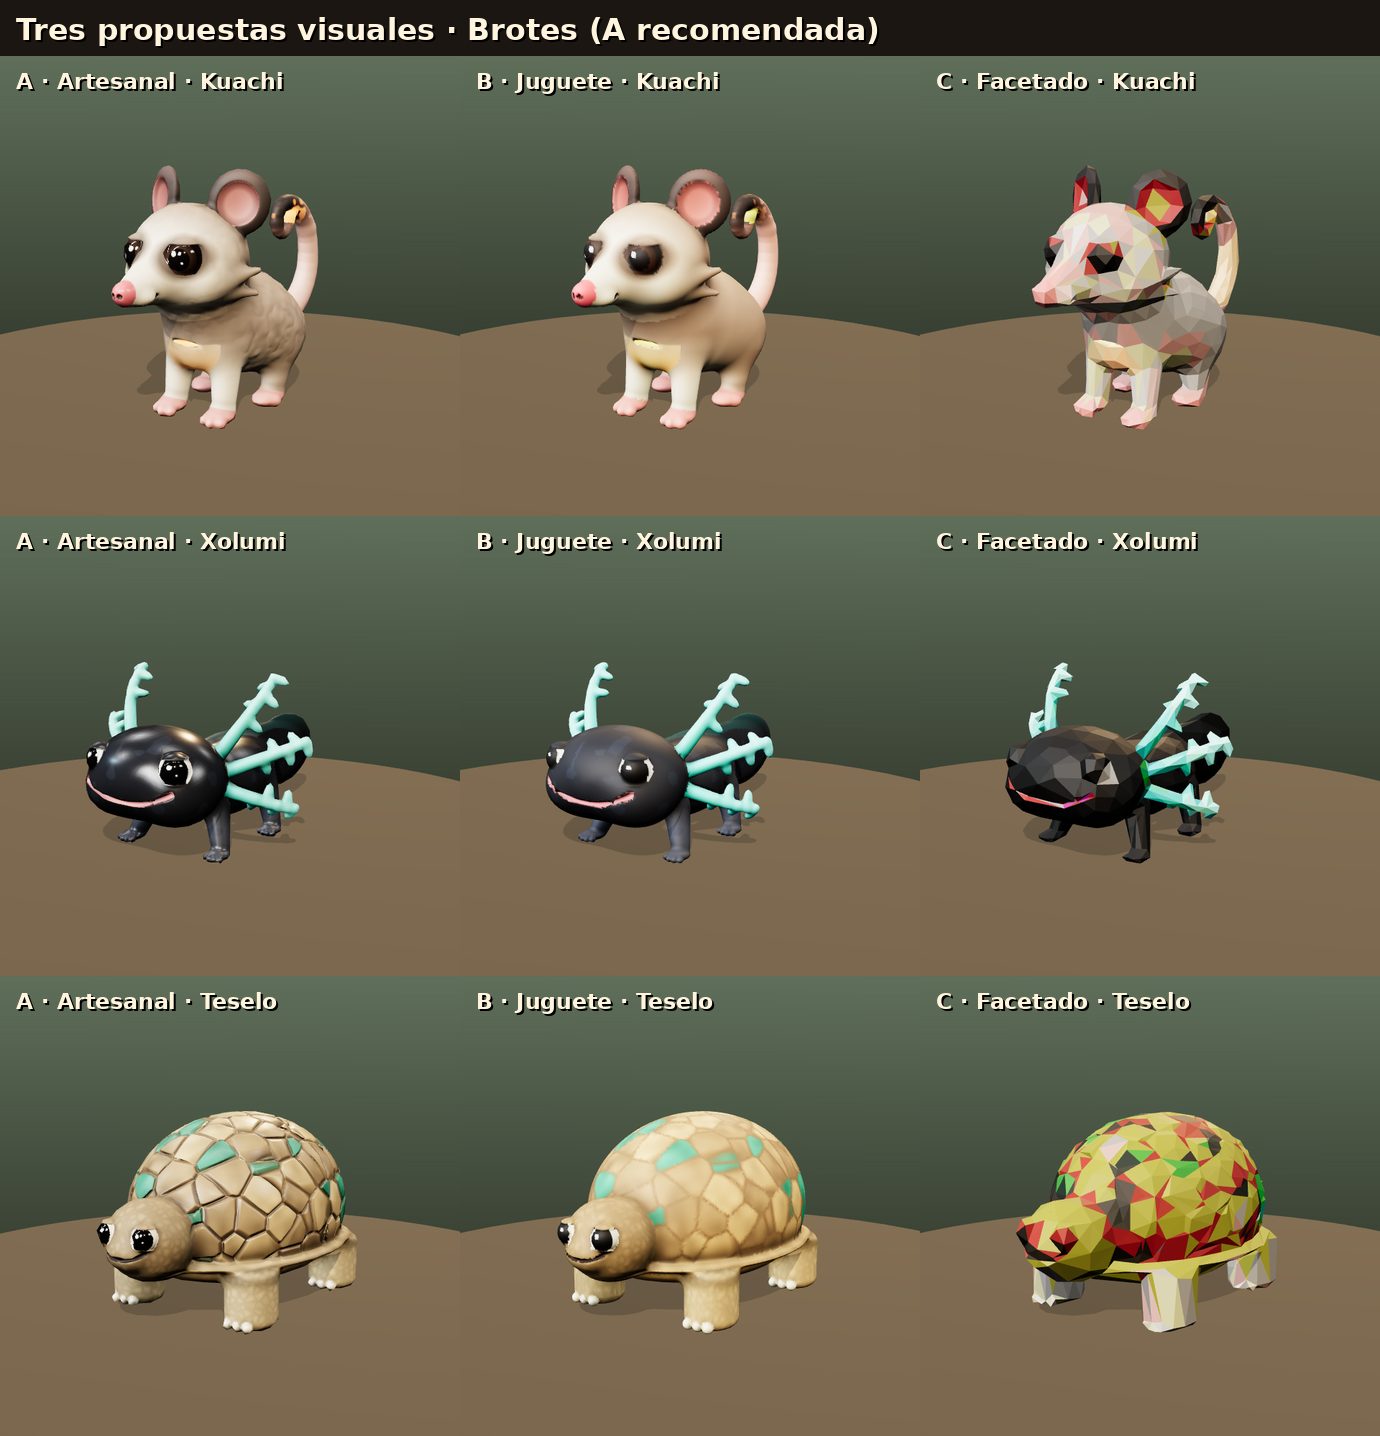 Tres propuestas visuales · Brotes (A recomendada)
A · Artesanal · Kuachi
B · Juguete · Kuachi
C · Facetado · Kuachi
A · Artesanal · Xolumi
B · Juguete · Xolumi
C · Facetado · Xolumi
A · Artesanal · Teselo
B · Juguete · Teselo
C · Facetado · Teselo